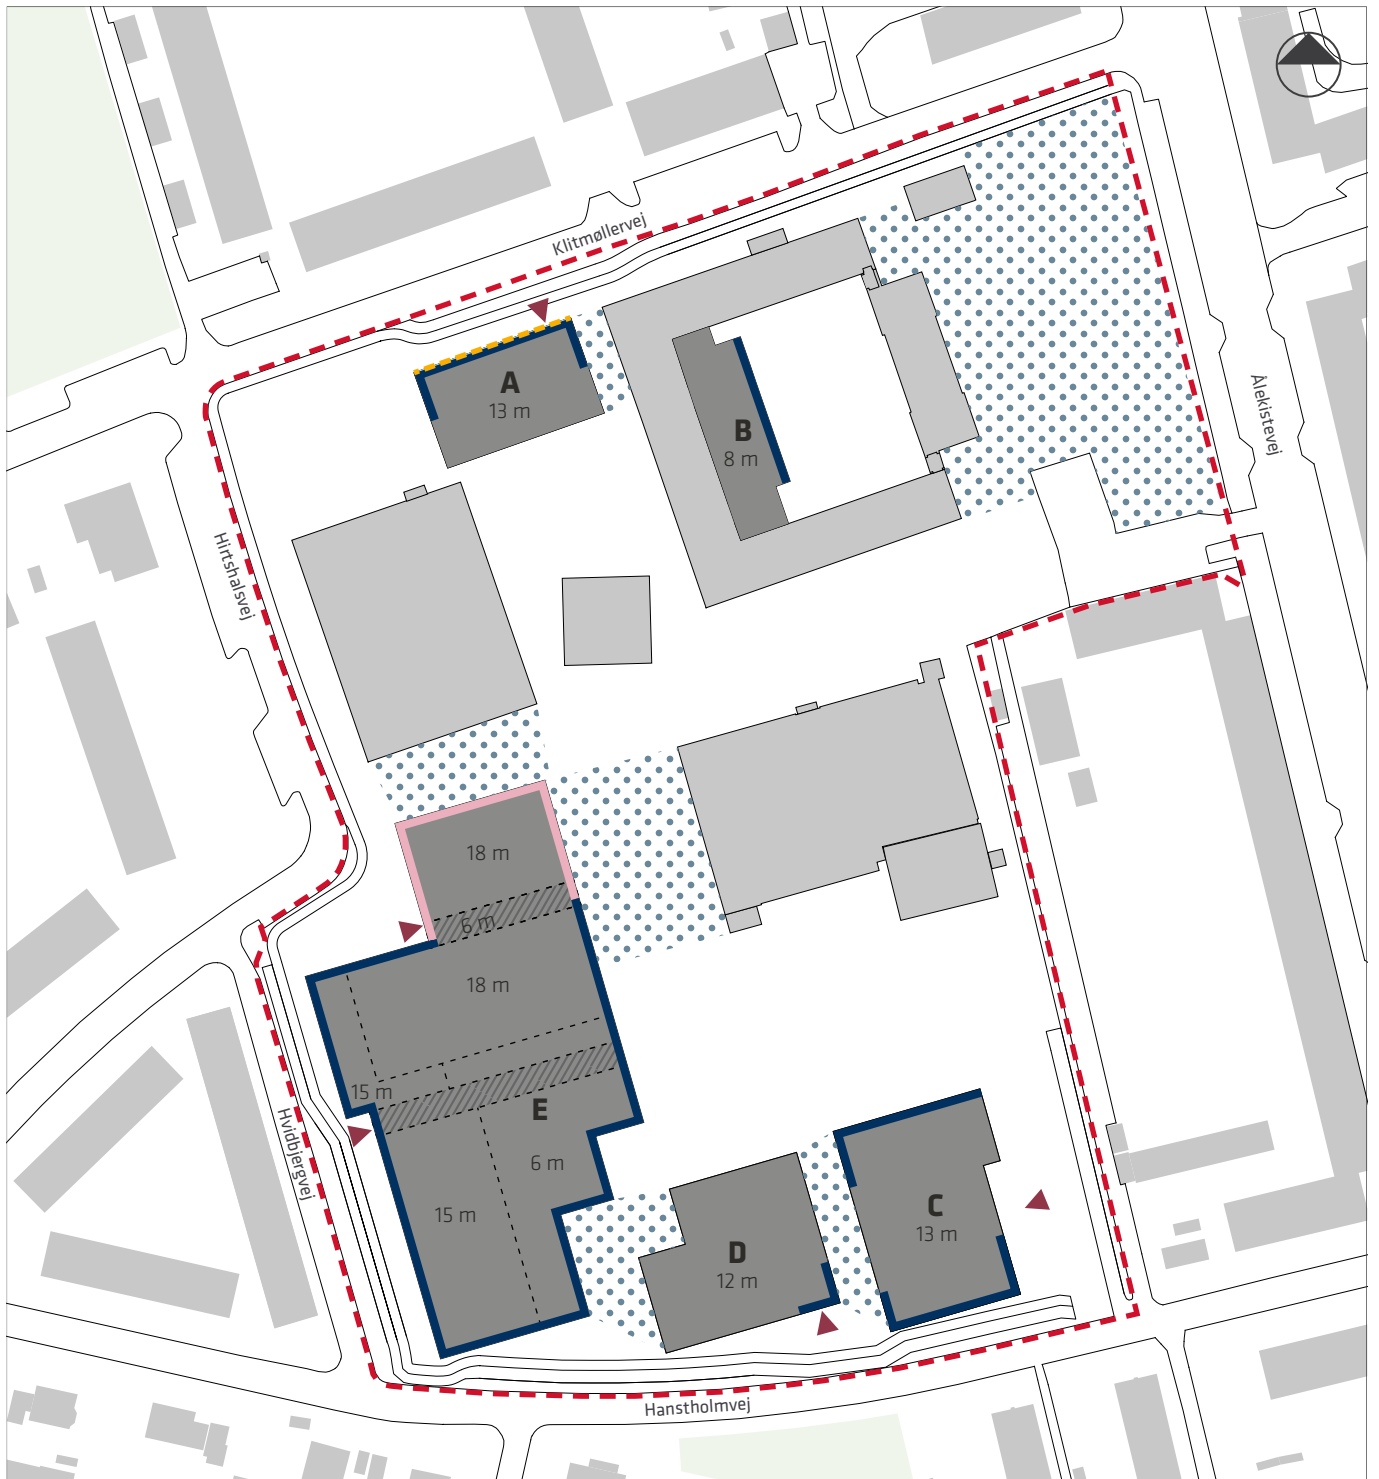 Klitmøllervej
A
13 m
B
8 m
Ålekistevej
Hirtshalsvej
18 m
6 m
18 m
15 m
E
6 m
15 m
Hvidbjergvej
C
13 m
D
12 m
Hanstholmvej